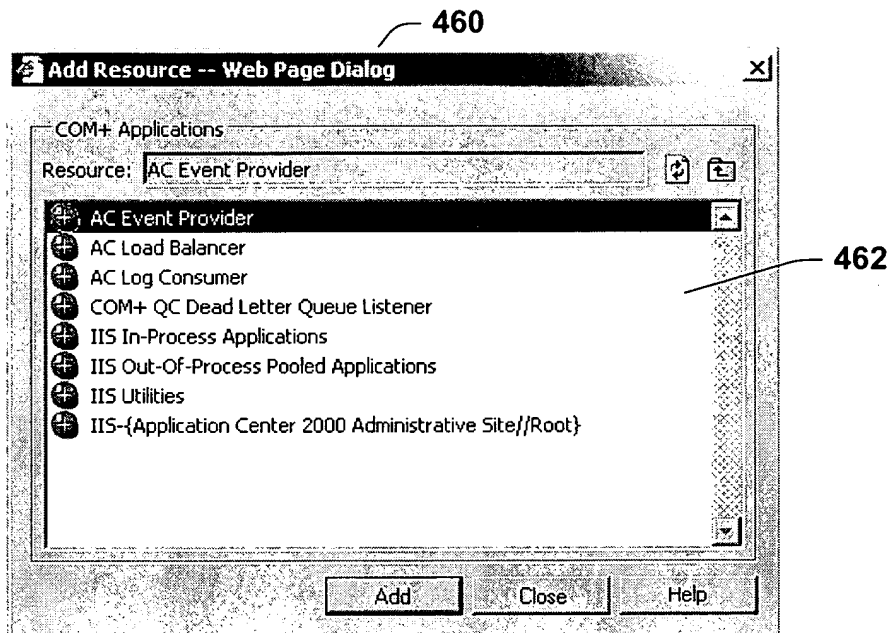 460
Add Resource -- Web Page Dialog
COM+ Applications
Resource: AC Event Provider
AC Event Provider
AC Load Balancer
AC Log Consumer
COM+ QC Dead Letter Queue Listener
IIS In-Process Applications
IIS Out-Of-Process Pooled Applications
IIS Utilities
IIS-{Application Center 2000 Administrative Site//Root}
462
Add Close Help